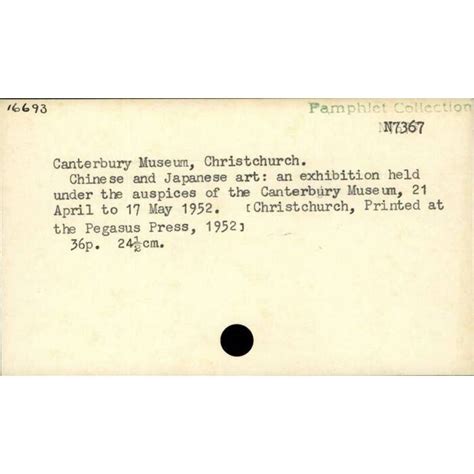 16693
Pamphlet Collection
N7367
Canterbury Museum, Christchurch.
Chinese and Japanese art: an exhibition held
under the auspices of the Canterbury Museum, 21
April to 17 May 1952. [Christchurch, Printed at
the Pegasus Press, 1952]
36p. 24½cm.